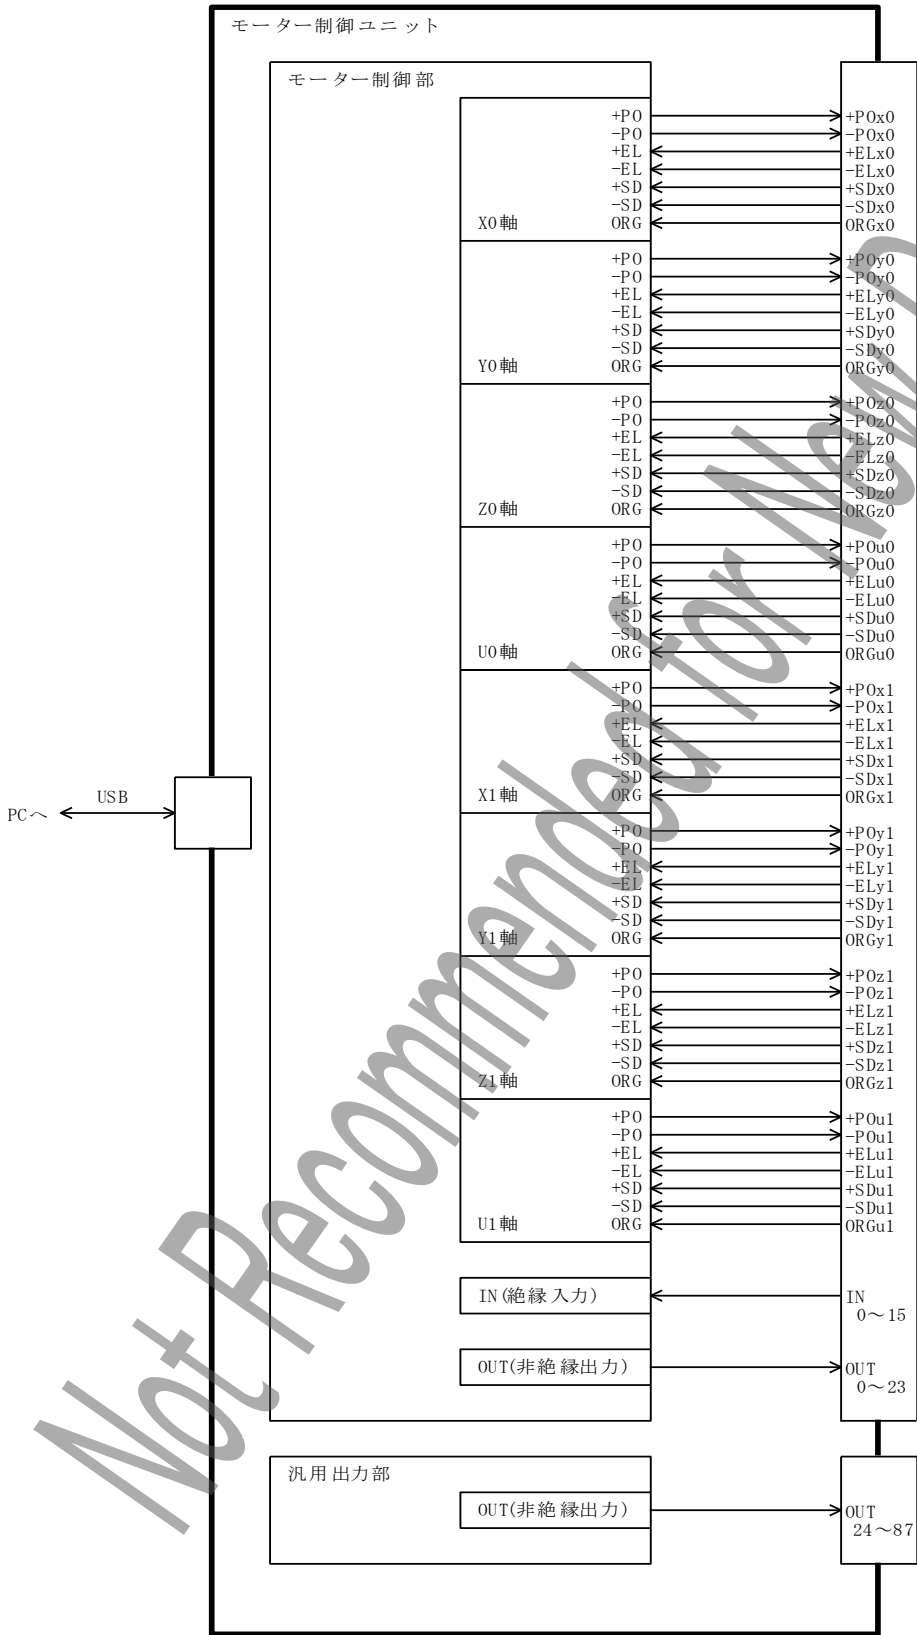 モーター制御ユニット
モーター制御部
+PO +POx0
-PO -POx0
+EL +ELx0
-EL -ELx0
+SD +SDx0
-SD -SDx0
X0軸 ORG ORGx0
+PO +POy0
-PO -POy0
+EL +ELy0
-EL -ELy0
+SD +SDy0
-SD -SDy0
Y0軸 ORG ORGy0
+PO +POz0
-PO -POz0
+EL +ELz0
-EL -ELz0
+SD +SDz0
-SD -SDz0
Z0軸 ORG ORGz0
+PO +POu0
-PO -POu0
+EL +ELu0
-EL -ELu0
+SD +SDu0
-SD -SDu0
U0軸 ORG ORGu0
+PO +POx1
-PO -POx1
+EL +ELx1
-EL -ELx1
+SD +SDx1
-SD -SDx1
X1軸 ORG ORGx1
PCへ USB
+PO +POy1
-PO -POy1
+EL +ELy1
-EL -ELy1
+SD +SDy1
-SD -SDy1
Y1軸 ORG ORGy1
+PO +POz1
-PO -POz1
+EL +ELz1
-EL -ELz1
+SD +SDz1
-SD -SDz1
Z1軸 ORG ORGz1
+PO +POu1
-PO -POu1
+EL +ELu1
-EL -ELu1
+SD +SDu1
-SD -SDu1
U1軸 ORG ORGu1
IN(絶縁入力) IN
0～15
OUT(非絶縁出力) OUT
0～23
汎用出力部
OUT(非絶縁出力) OUT
24～87
Not Recommended for New